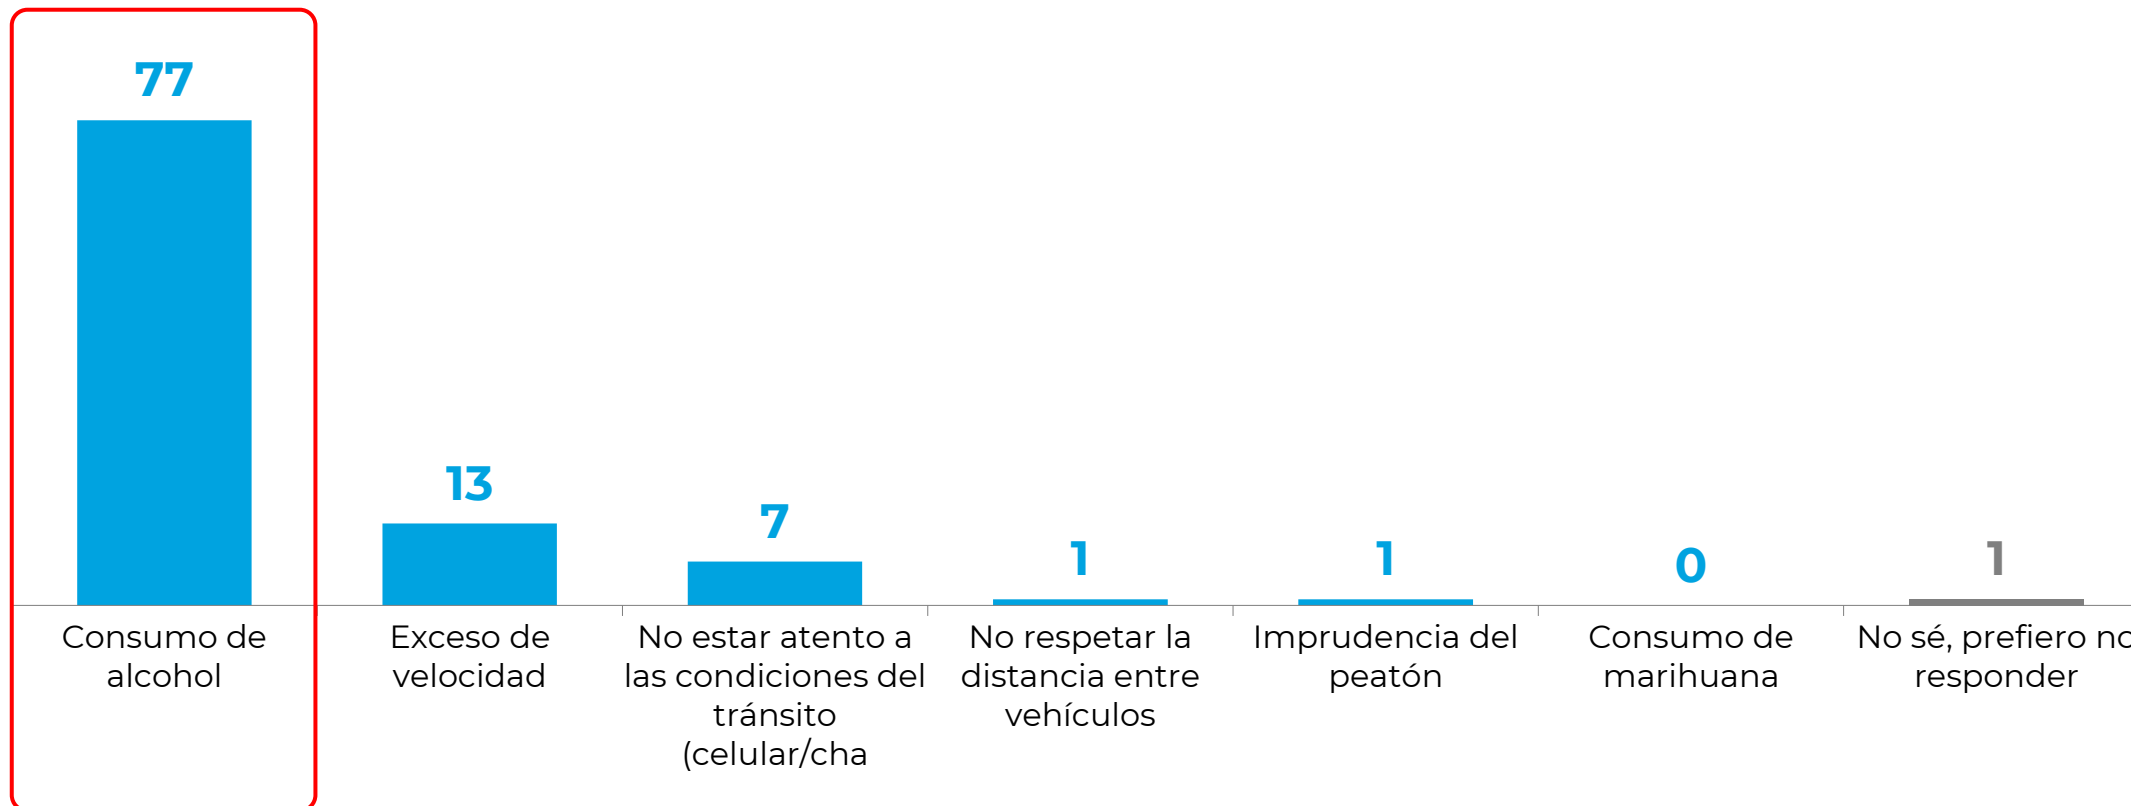 77
13
7
1
1
0
1
Consumo de
alcohol
Exceso de
velocidad
No estar atento a
las condiciones del
tránsito
(celular/cha
No respetar la
distancia entre
vehículos
Imprudencia del
peatón
Consumo de
marihuana
No sé, prefiero no
responder